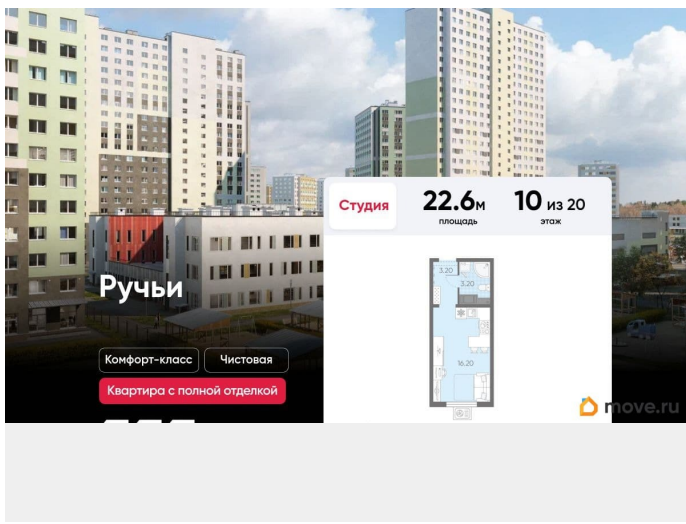 Студия
22.6м
площадь
10 из 20
этаж
Ручьи
Комфорт-класс
Чистовая
Квартира с полной отделкой
3.20
3.20
16.20
move.ru